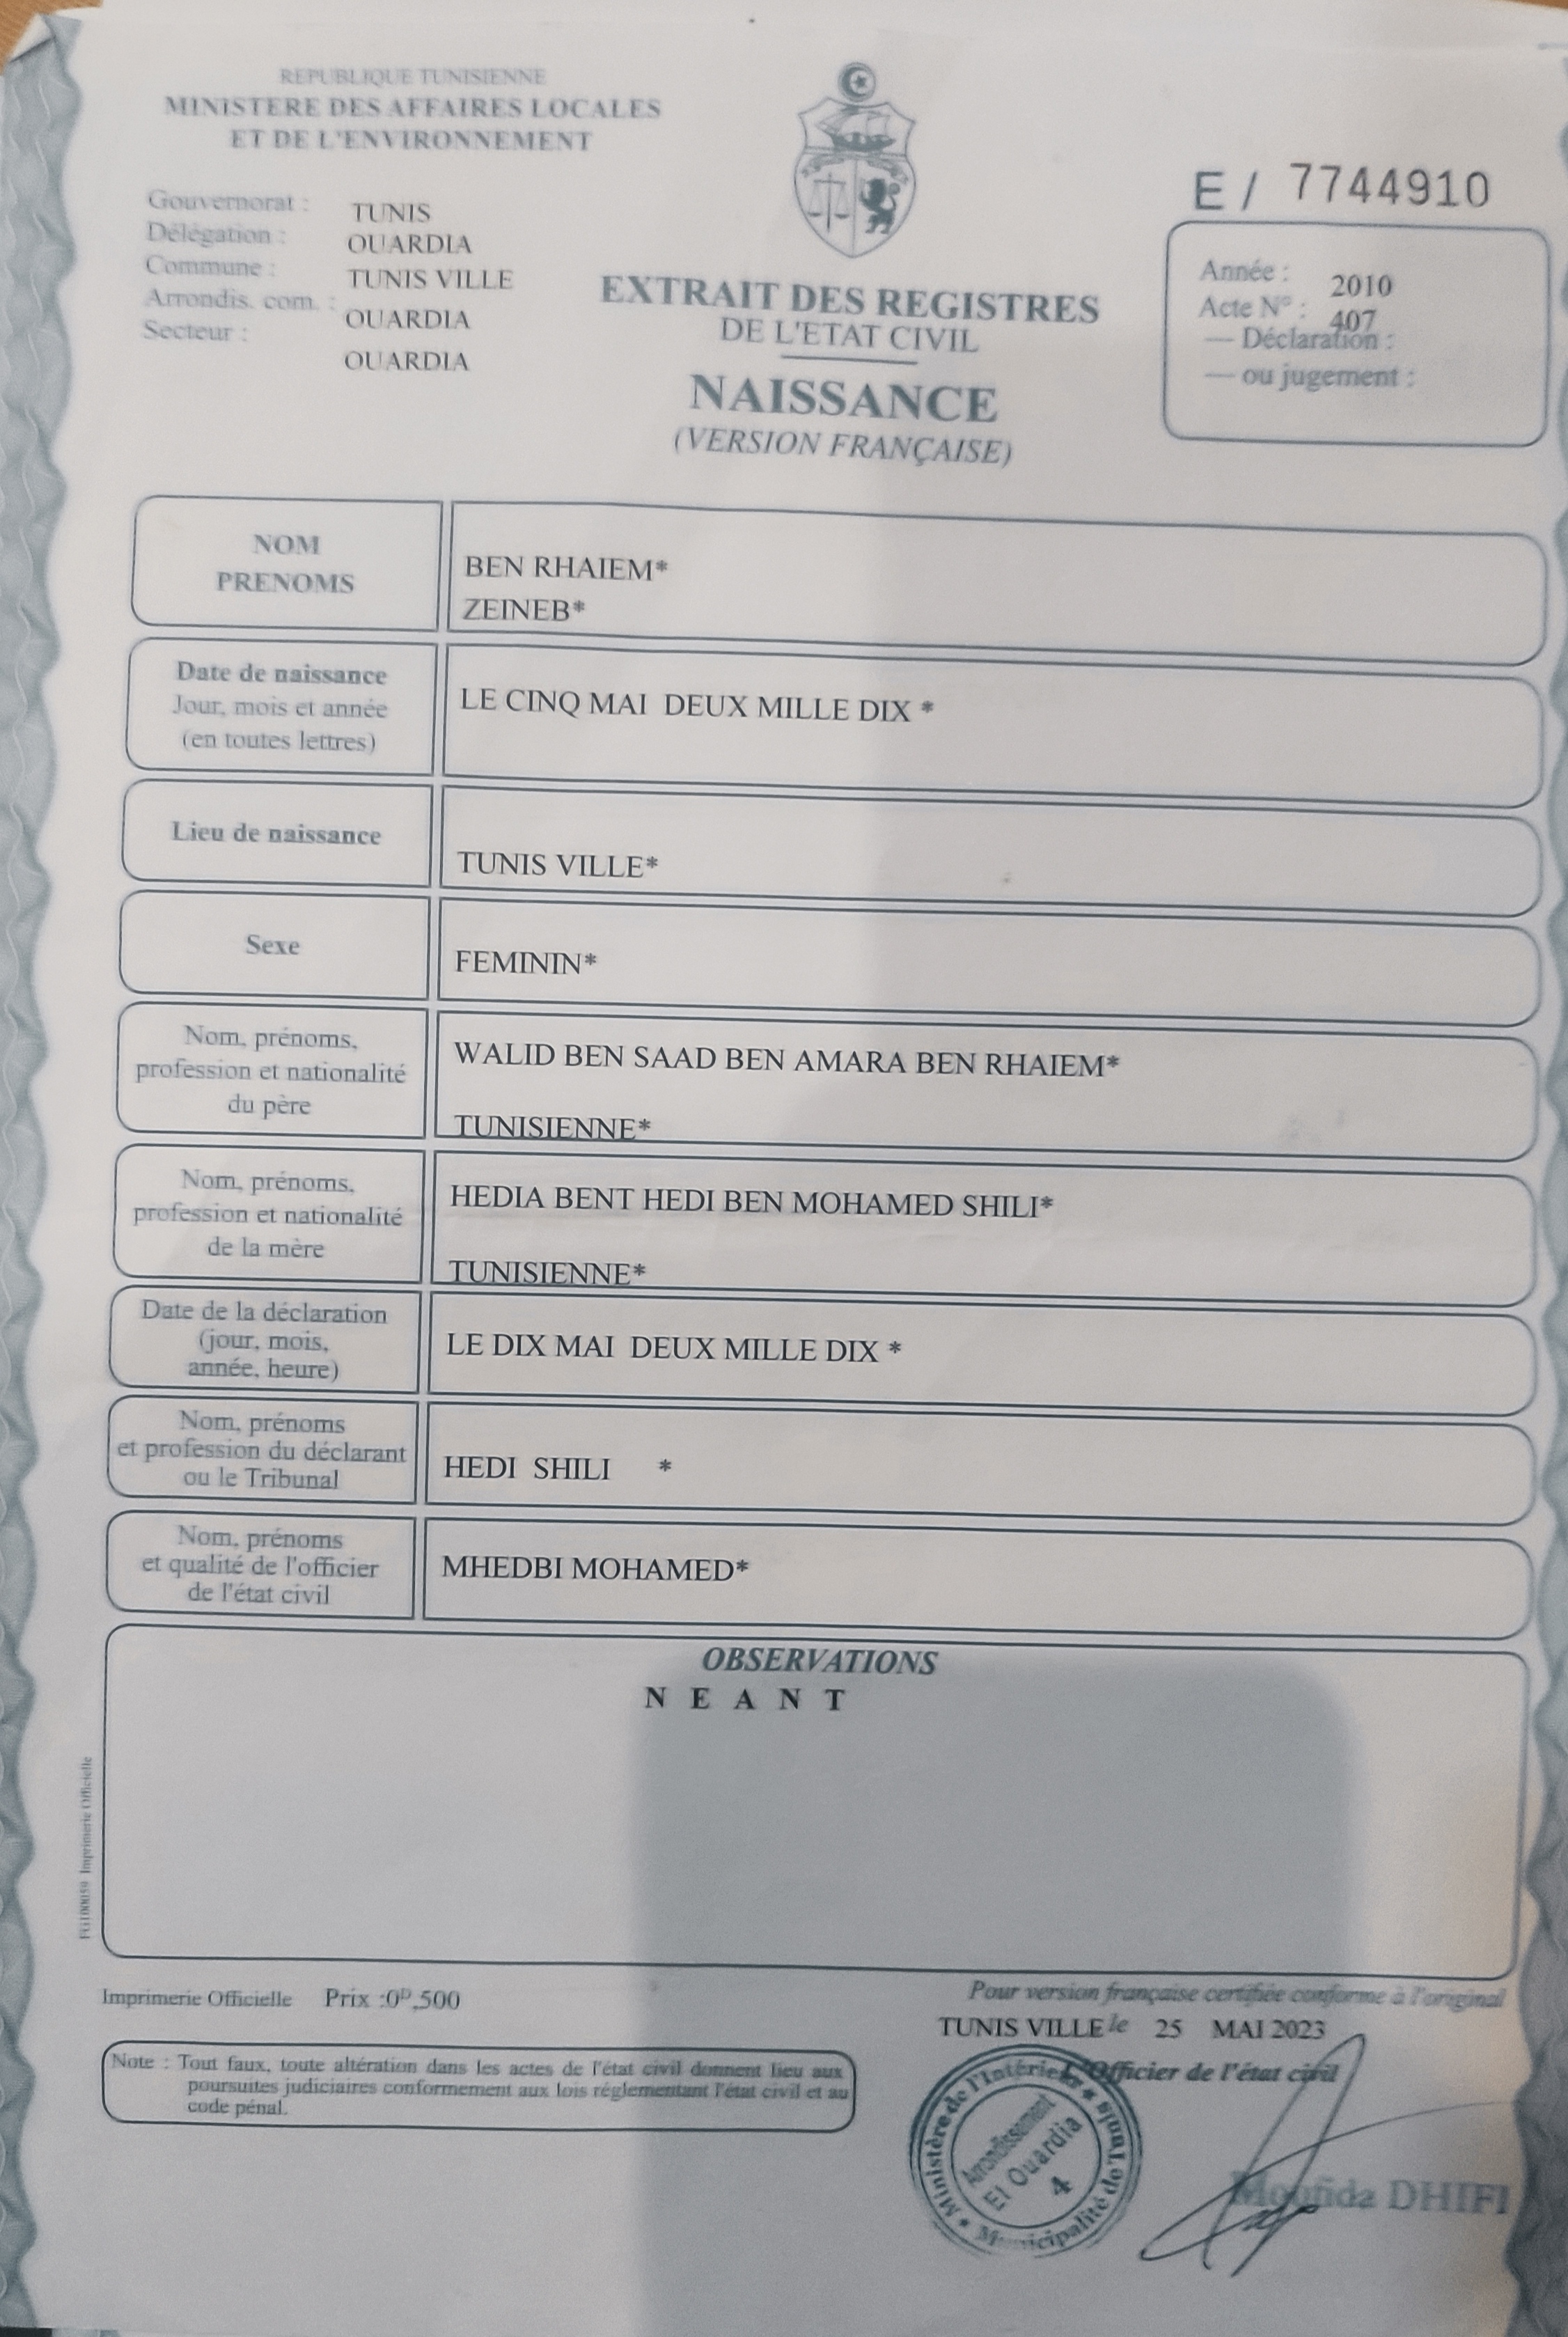 REPUBLIQUE TUNISIENNE
MINISTERE DES AFFAIRES LOCALES
ET DE L'ENVIRONNEMENT
Gouvernorat : TUNIS
Délégation : OUARDIA
Commune : TUNIS VILLE
Arrondis. com. : OUARDIA
Secteur : OUARDIA
EXTRAIT DES REGISTRES
DE L'ETAT CIVIL
NAISSANCE
(VERSION FRANÇAISE)
E / 7744910
Année : 2010
Acte N° : 407
— Déclaration :
— ou jugement :
NOM
PRENOMS
BEN RHAIEM*
ZEINEB*
Date de naissance
Jour, mois et année
(en toutes lettres)
LE CINQ MAI DEUX MILLE DIX *
Lieu de naissance
TUNIS VILLE*
Sexe
FEMININ*
Nom, prénoms,
profession et nationalité
du père
WALID BEN SAAD BEN AMARA BEN RHAIEM*
TUNISIENNE*
Nom, prénoms,
profession et nationalité
de la mère
HEDIA BENT HEDI BEN MOHAMED SHILI*
TUNISIENNE*
Date de la déclaration
(jour, mois,
année, heure)
LE DIX MAI DEUX MILLE DIX *
Nom, prénoms
et profession du déclarant
ou le Tribunal
HEDI SHILI *
Nom, prénoms
et qualité de l'officier
de l'état civil
MHEDBI MOHAMED*
OBSERVATIONS
N E A N T
Imprimerie Officielle
Imprimerie Officielle Prix :0ᴰ,500
Note : Tout faux, toute altération dans les actes de l'état civil donnent lieu aux
poursuites judiciaires conformement aux lois réglementant l'état civil et au
code pénal.
Pour version française certifiée conforme à l'original
TUNIS VILLE le 25 MAI 2023
L'Officier de l'état civil
Ministère de l'Intérieur * Municipalité de Tunis *
Arrondissement
El Ouardia
4
Moufida DHIFI